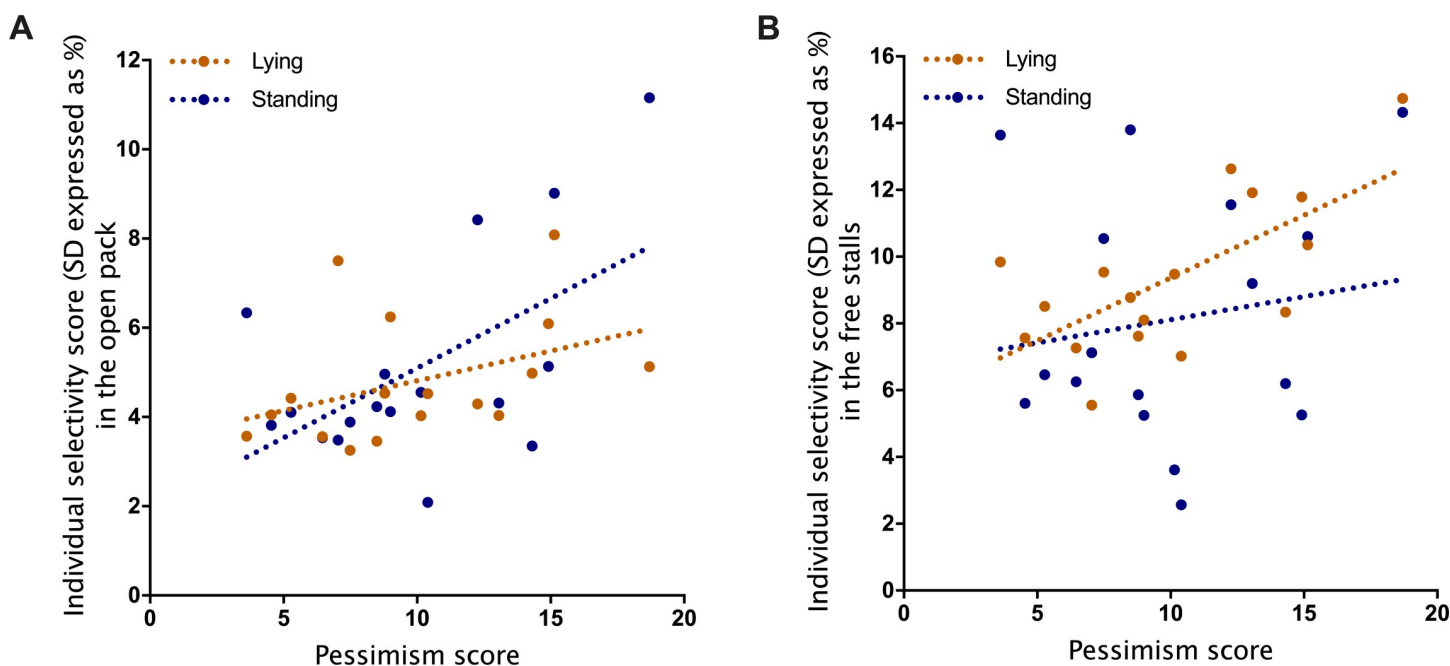 A
Individual selectivity score (SD expressed as %)
in the open pack
Lying
Standing
12
10
8
6
4
2
0
0 5 10 15 20
Pessimism score
B
Individual selectivity score (SD expressed as %)
in the free stalls
Lying
Standing
16
14
12
10
8
6
4
2
0
0 5 10 15 20
Pessimism score